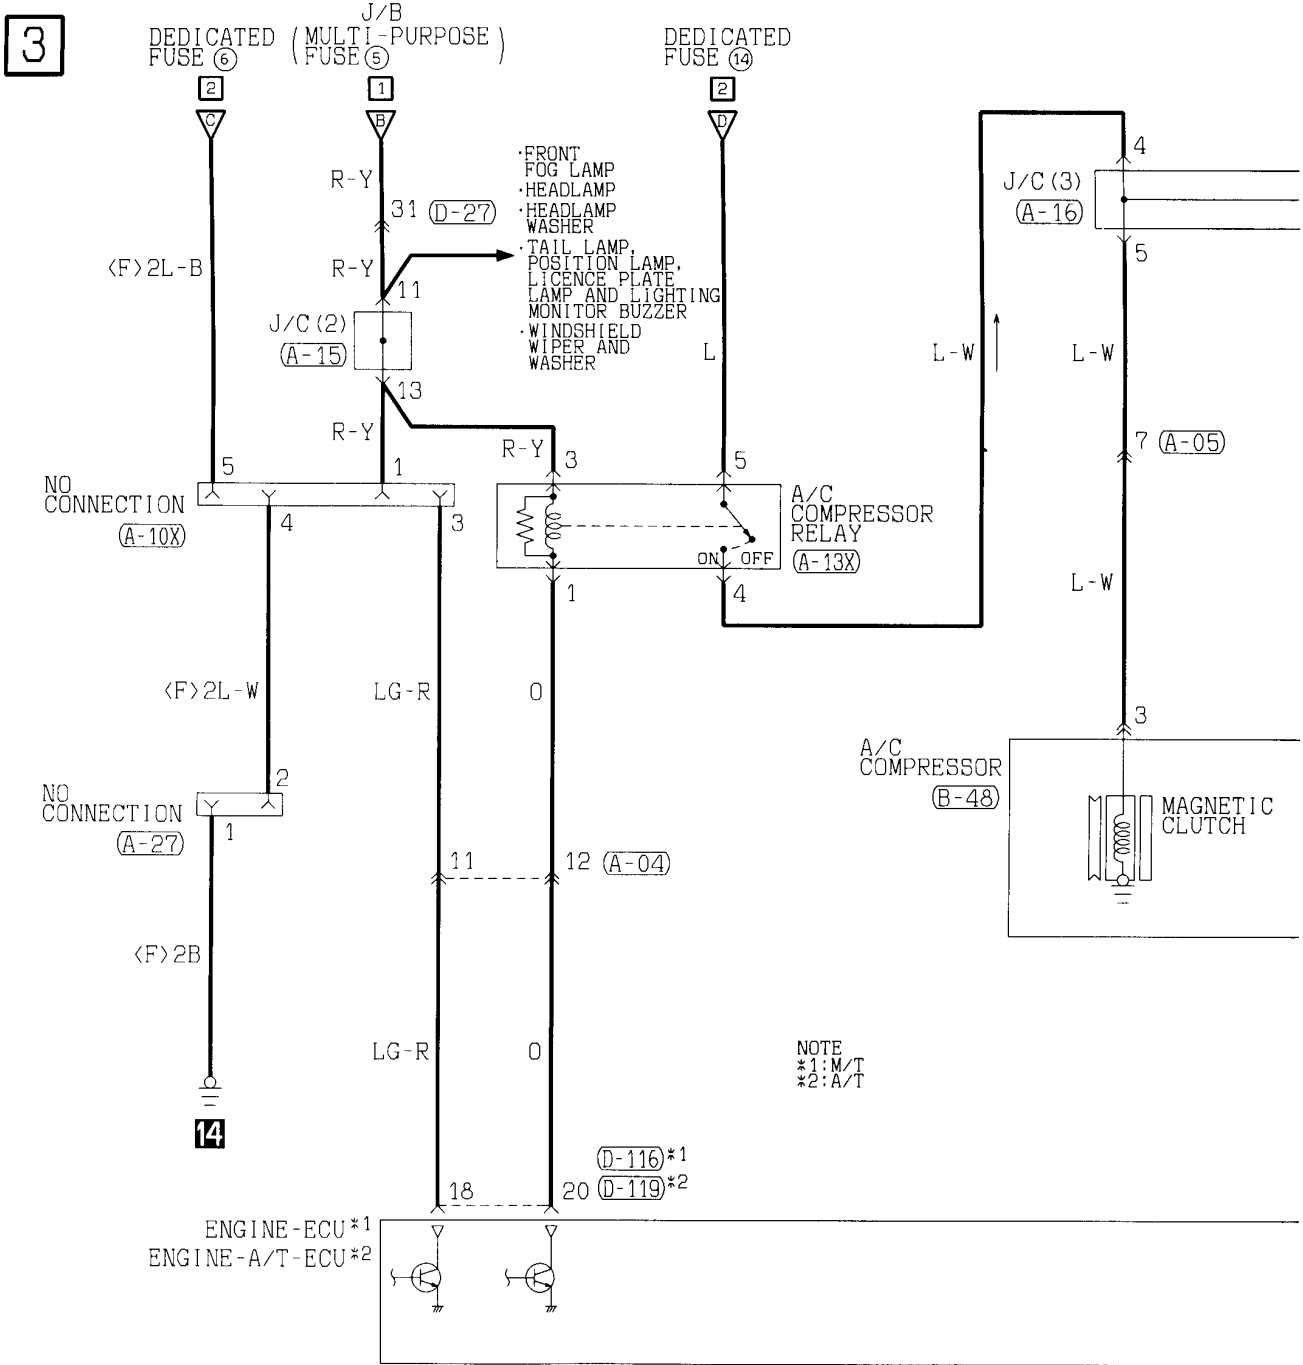 3
J/B
DEDICATED
FUSE ⑥
(MULTI-PURPOSE
FUSE ⑤)
DEDICATED
FUSE ⑭
2
1
2
C
B
D
R-Y
31 (D-27)
·FRONT
FOG LAMP
·HEADLAMP
·HEADLAMP
WASHER
·TAIL LAMP,
POSITION LAMP,
LICENCE PLATE
LAMP AND LIGHTING
MONITOR BUZZER
·WINDSHIELD
WIPER AND
WASHER
4
J/C(3)
(A-16)
5
<F>2L-B
R-Y
11
J/C(2)
(A-15)
13
L
L-W
L-W
R-Y
R-Y
7 (A-05)
5
1
3
5
NO
CONNECTION
(A-10X)
4
3
A/C
COMPRESSOR
RELAY
(A-13X)
ON
OFF
1
4
L-W
<F>2L-W
LG-R
O
3
A/C
COMPRESSOR
(B-48)
MAGNETIC
CLUTCH
NO
CONNECTION
(A-27)
2
1
11
12 (A-04)
<F>2B
LG-R
O
NOTE
*1:M/T
*2:A/T
14
18
20
(D-116)*1
(D-119)*2
ENGINE-ECU*1
ENGINE-A/T-ECU*2